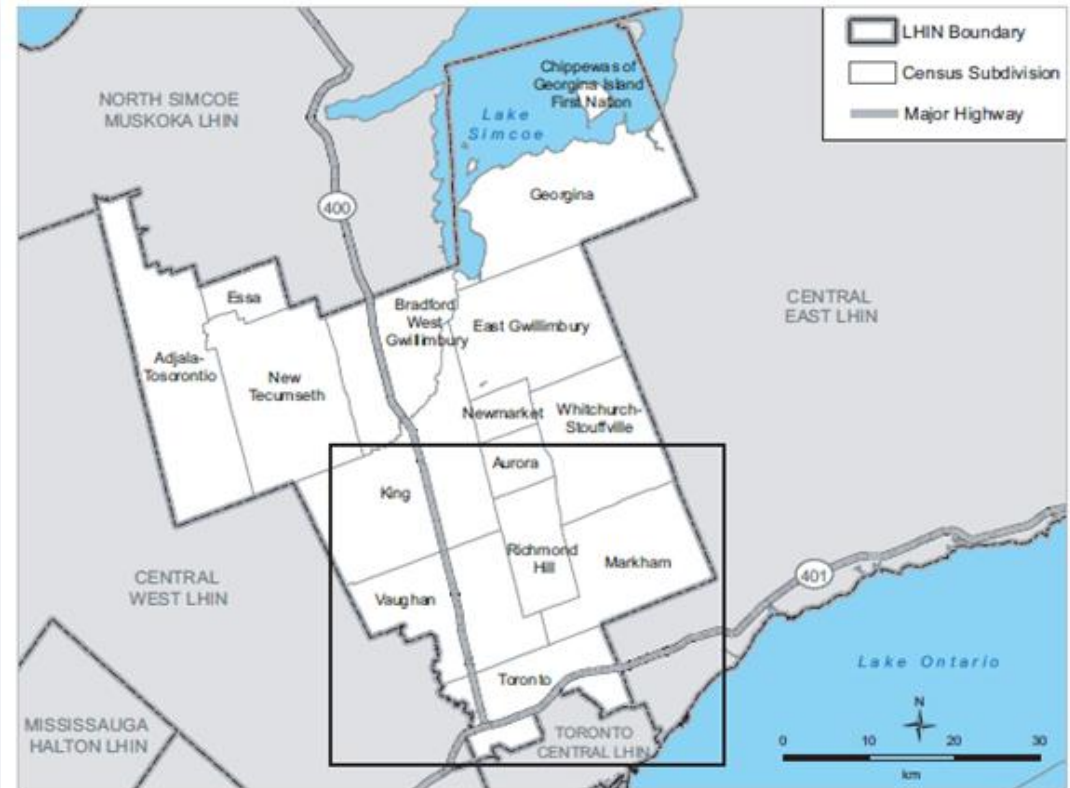 LHIN Boundary
Census Subdivision
Major Highway
NORTH SIMCOE
MUSKOKA LHIN
Chippewas of
Georgina Island
First Nation
Lake
Simcoe
Georgina
400
Essa
Bradford
West
Gwillimbury
East Gwillimbury
CENTRAL
EAST LHIN
Adjala-
Tosorontio
New
Tecumseth
Newmarket
Whitchurch-
Stouffville
Aurora
King
Richmond
Hill
Markham
401
CENTRAL
WEST LHIN
Vaughan
Toronto
Lake Ontario
MISSISSAUGA
HALTON LHIN
TORONTO
CENTRAL LHIN
N
0 10 20 30
km